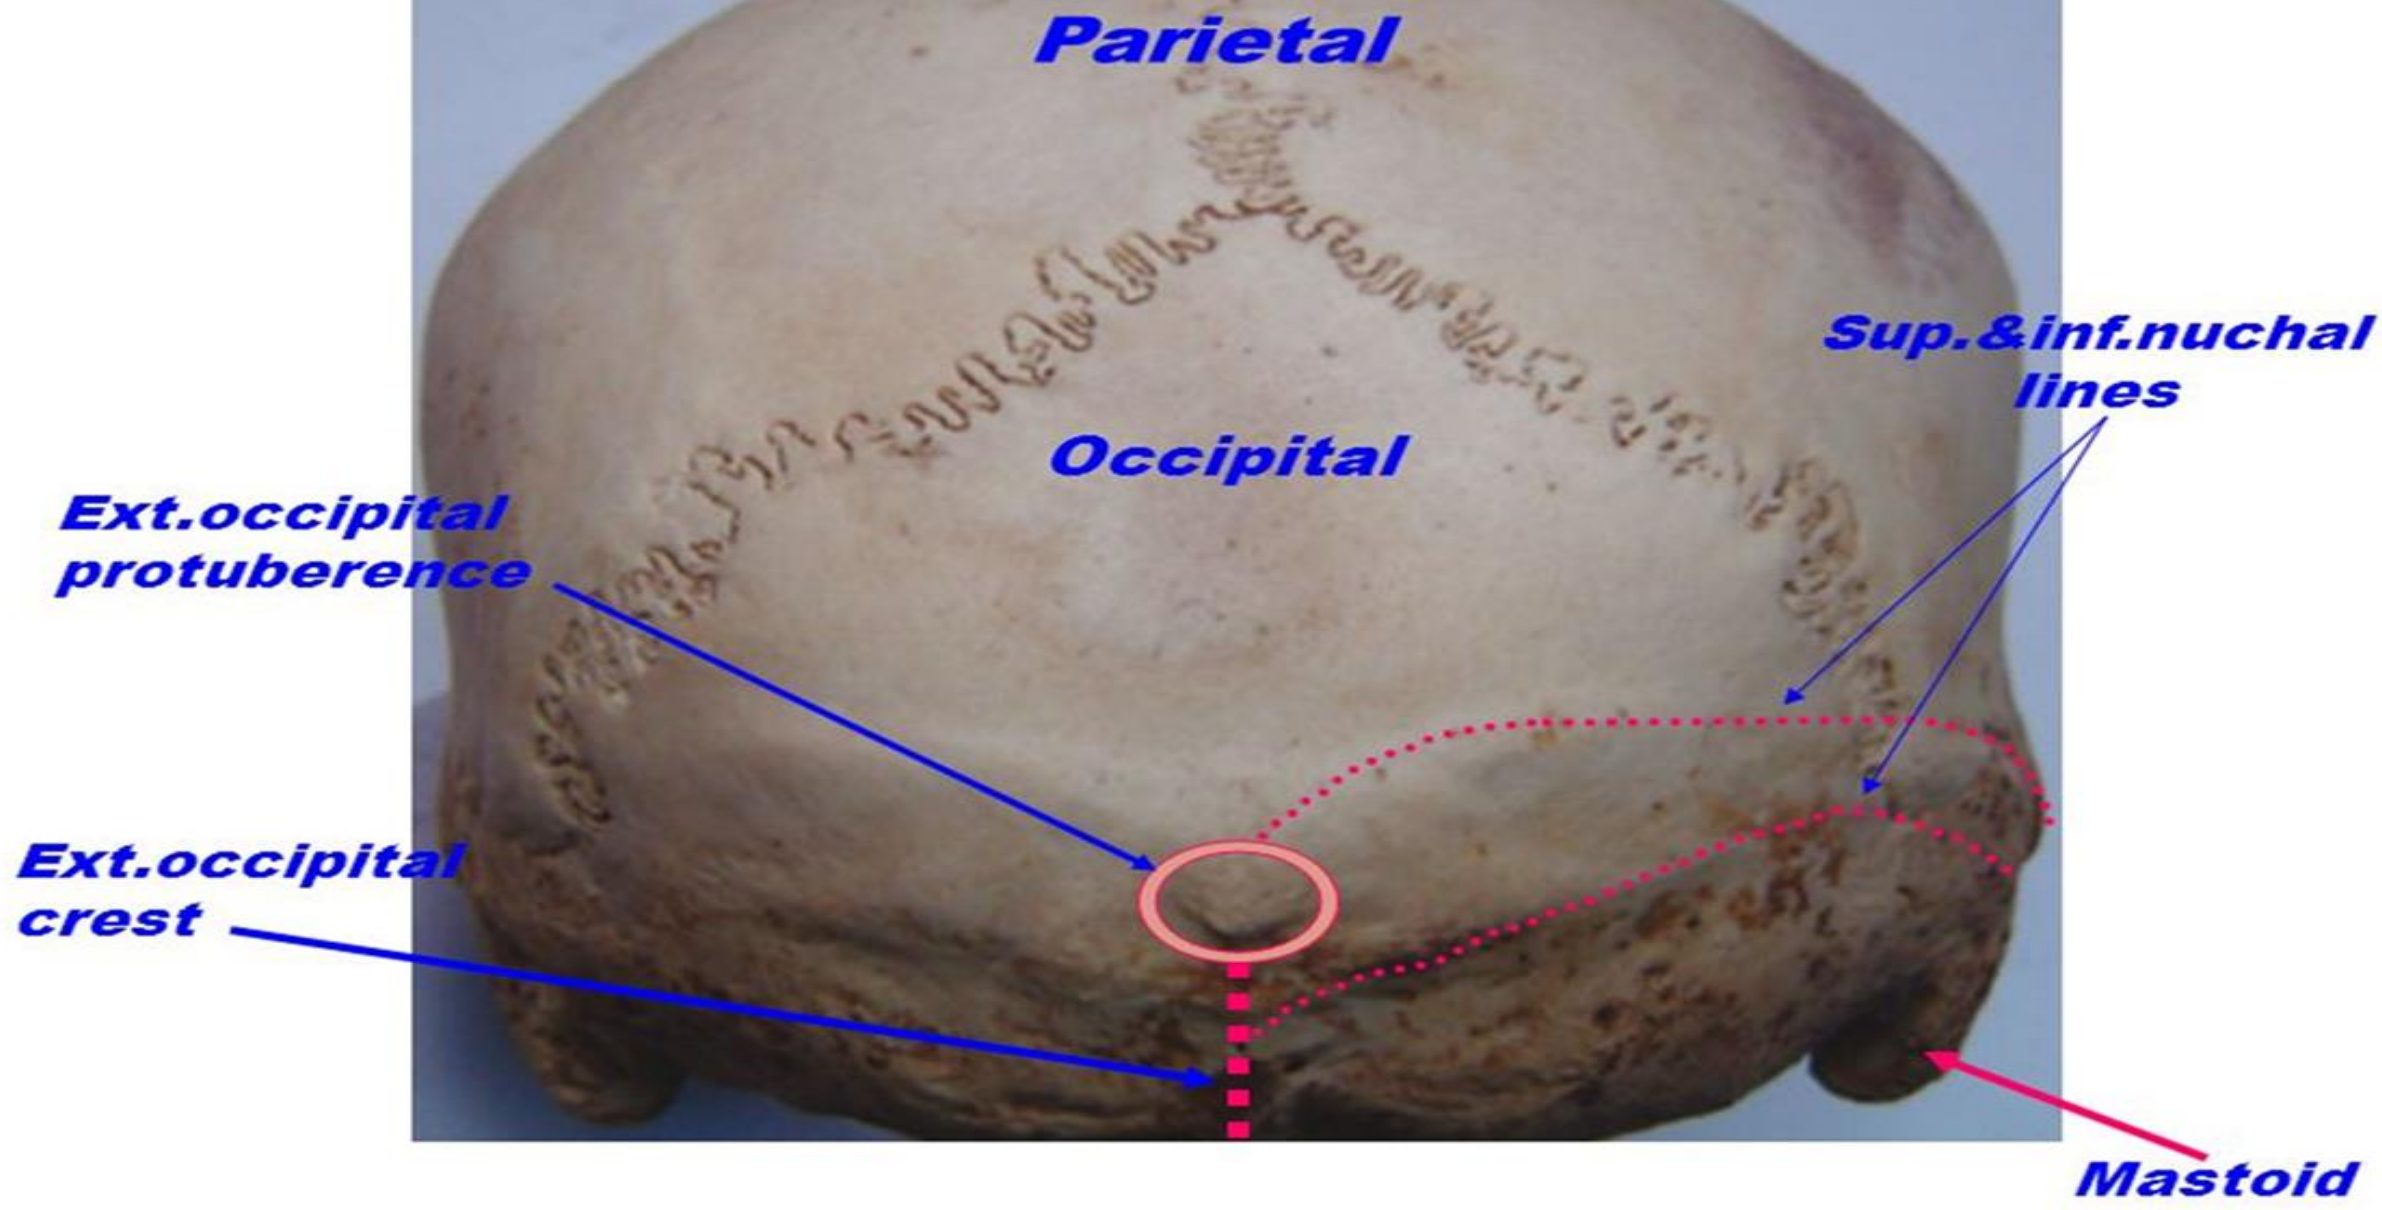 Parietal
Sup.&inf.nuchal
lines
Occipital
Ext.occipital
protuberence
Ext.occipital
crest
Mastoid